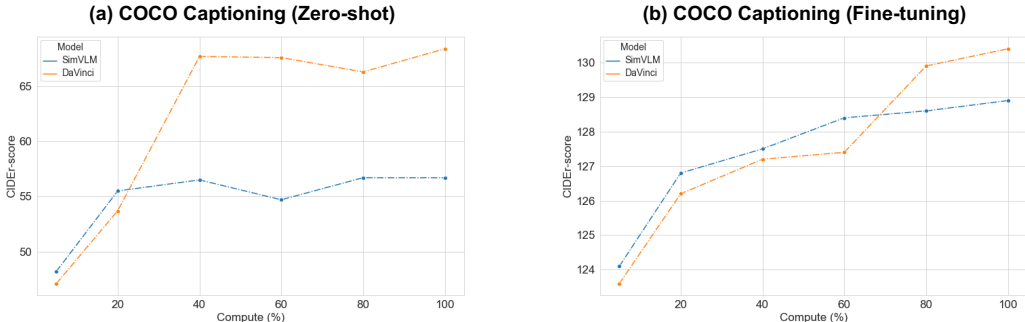 (a) COCO Captioning (Zero-shot)
Model
SimVLM
DaVinci
65
60
55
50
CIDEr-score
20 40 60 80 100
Compute (%)
(b) COCO Captioning (Fine-tuning)
Model
SimVLM
DaVinci
130
129
128
127
126
125
124
CIDEr-score
20 40 60 80 100
Compute (%)